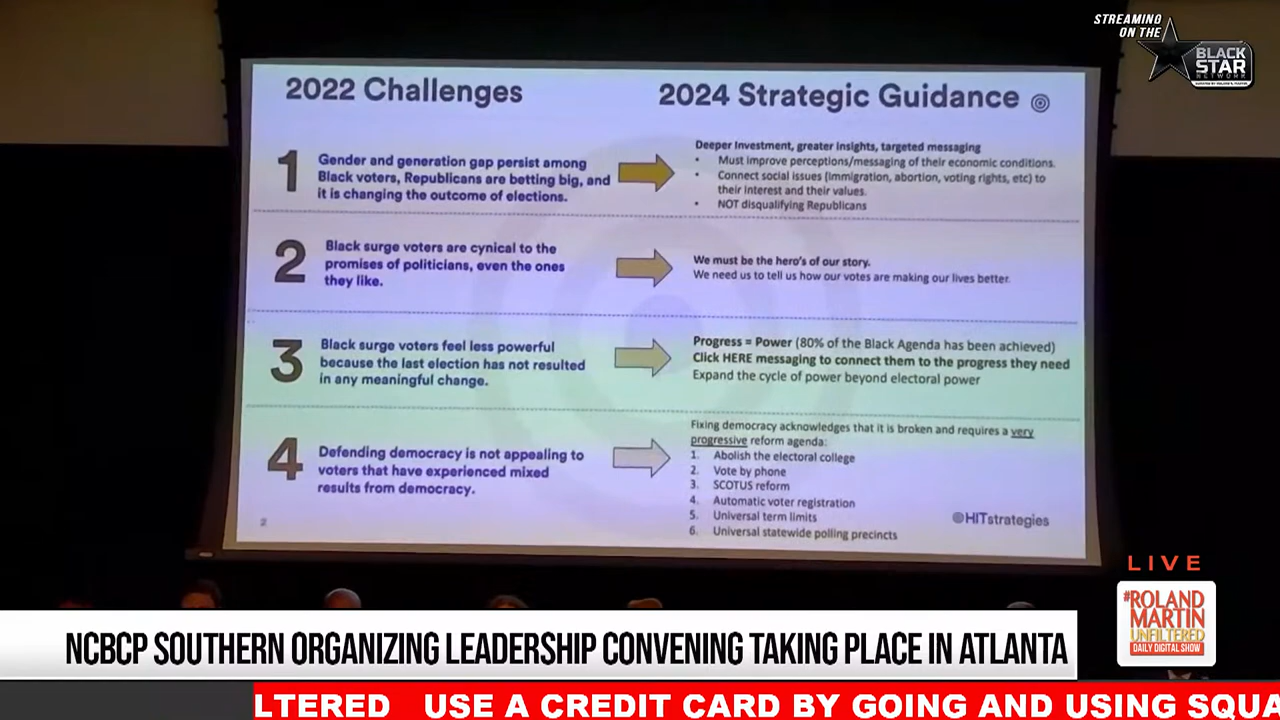 STREAMING
ON THE
BLACK
STAR
NETWORK
2022 Challenges
2024 Strategic Guidance
1
Gender and generation gap persist among
Black voters, Republicans are betting big, and
it is changing the outcome of elections.
Deeper Investment, greater insights, targeted messaging
• Must improve perceptions/messaging of their economic conditions.
• Connect social issues (immigration, abortion, voting rights, etc) to
their interest and their values.
• NOT disqualifying Republicans
2
Black surge voters are cynical to the
promises of politicians, even the ones
they like.
We must be the hero's of our story.
We need us to tell us how our votes are making our lives better.
3
Black surge voters feel less powerful
because the last election has not resulted
in any meaningful change.
Progress = Power (80% of the Black Agenda has been achieved)
Click HERE messaging to connect them to the progress they need
Expand the cycle of power beyond electoral power
4
Defending democracy is not appealing to
voters that have experienced mixed
results from democracy.
Fixing democracy acknowledges that it is broken and requires a very
progressive reform agenda:
1. Abolish the electoral college
2. Vote by phone
3. SCOTUS reform
4. Automatic voter registration
5. Universal term limits
6. Universal statewide polling precincts
2
@HITstrategies
LIVE
#ROLAND
MARTIN
UNFILTERED
DAILY DIGITAL SHOW
NCBCP SOUTHERN ORGANIZING LEADERSHIP CONVENING TAKING PLACE IN ATLANTA
LTERED USE A CREDIT CARD BY GOING AND USING SQUA